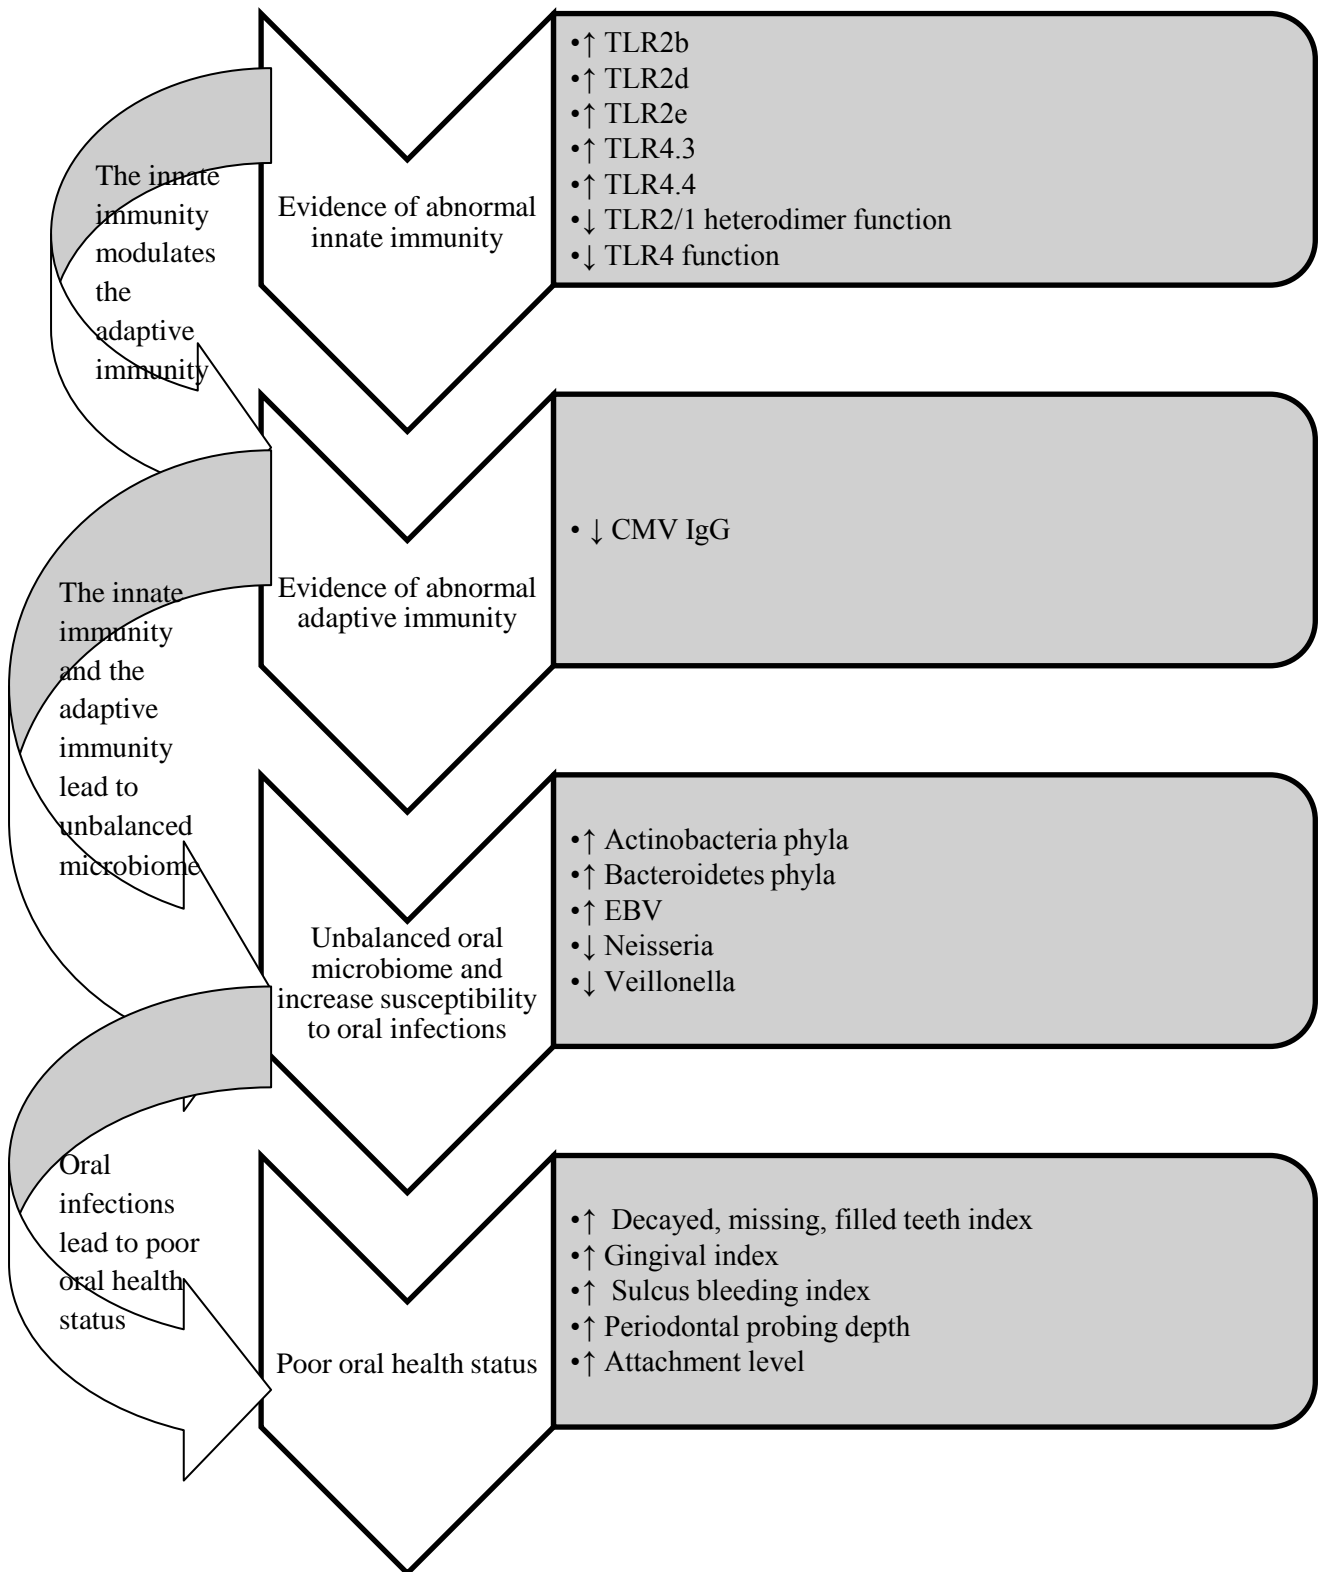 •↑ TLR2b
•↑ TLR2d
•↑ TLR2e
•↑ TLR4.3
•↑ TLR4.4
•↓ TLR2/1 heterodimer function
•↓ TLR4 function
Evidence of abnormal
innate immunity
The innate
immunity
modulates
the
adaptive
immunity
• ↓ CMV IgG
Evidence of abnormal
adaptive immunity
The innate
immunity
and the
adaptive
immunity
lead to
unbalanced
microbiome
•↑ Actinobacteria phyla
•↑ Bacteroidetes phyla
•↑ EBV
•↓ Neisseria
•↓ Veillonella
Unbalanced oral
microbiome and
increase susceptibility
to oral infections
Oral
infections
lead to poor
oral health
status
•↑ Decayed, missing, filled teeth index
•↑ Gingival index
•↑ Sulcus bleeding index
•↑ Periodontal probing depth
•↑ Attachment level
Poor oral health status